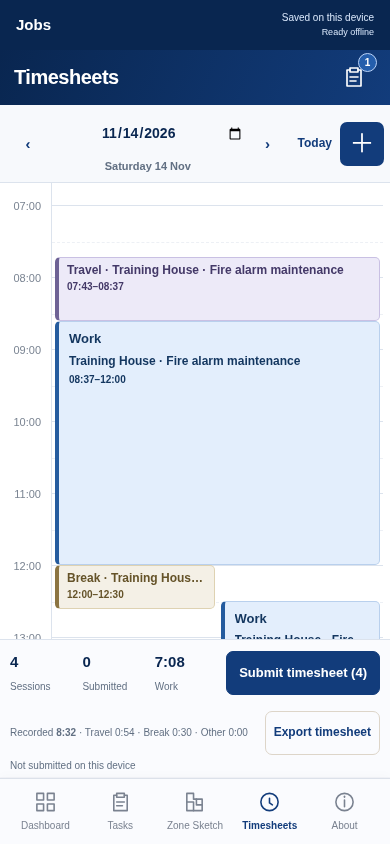 Jobs
Saved on this device
Ready offline
Timesheets
1
‹
11/14/2026
Saturday 14 Nov
›
Today
07:00
08:00
09:00
10:00
11:00
12:00
13:00
Travel · Training House · Fire alarm maintenance
07:43–08:37
Work
Training House · Fire alarm maintenance
08:37–12:00
Break · Training Hous…
12:00–12:30
Work
Training House · Fire
4
Sessions
0
Submitted
7:08
Work
Submit timesheet (4)
Recorded 8:32 · Travel 0:54 · Break 0:30 · Other 0:00
Export timesheet
Not submitted on this device
Dashboard
Tasks
Zone Sketch
Timesheets
About